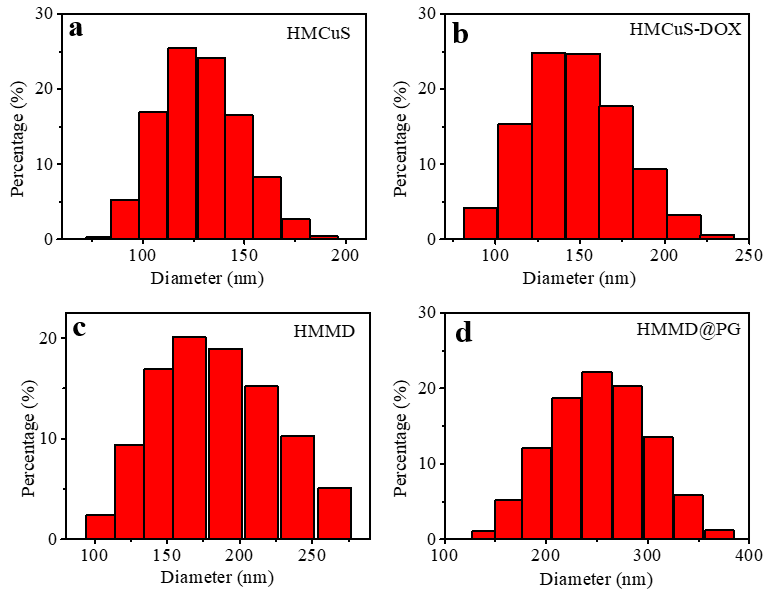 a
HMCuS
30
20
10
0
Percentage (%)
100
150
200
Diameter (nm)
b
HMCuS-DOX
30
20
10
0
Percentage (%)
100
150
200
250
Diameter (nm)
c
HMMD
20
10
0
Percentage (%)
100
150
200
250
Diameter (nm)
d
HMMD@PG
30
20
10
0
Percentage (%)
100
200
300
400
Diameter (nm)